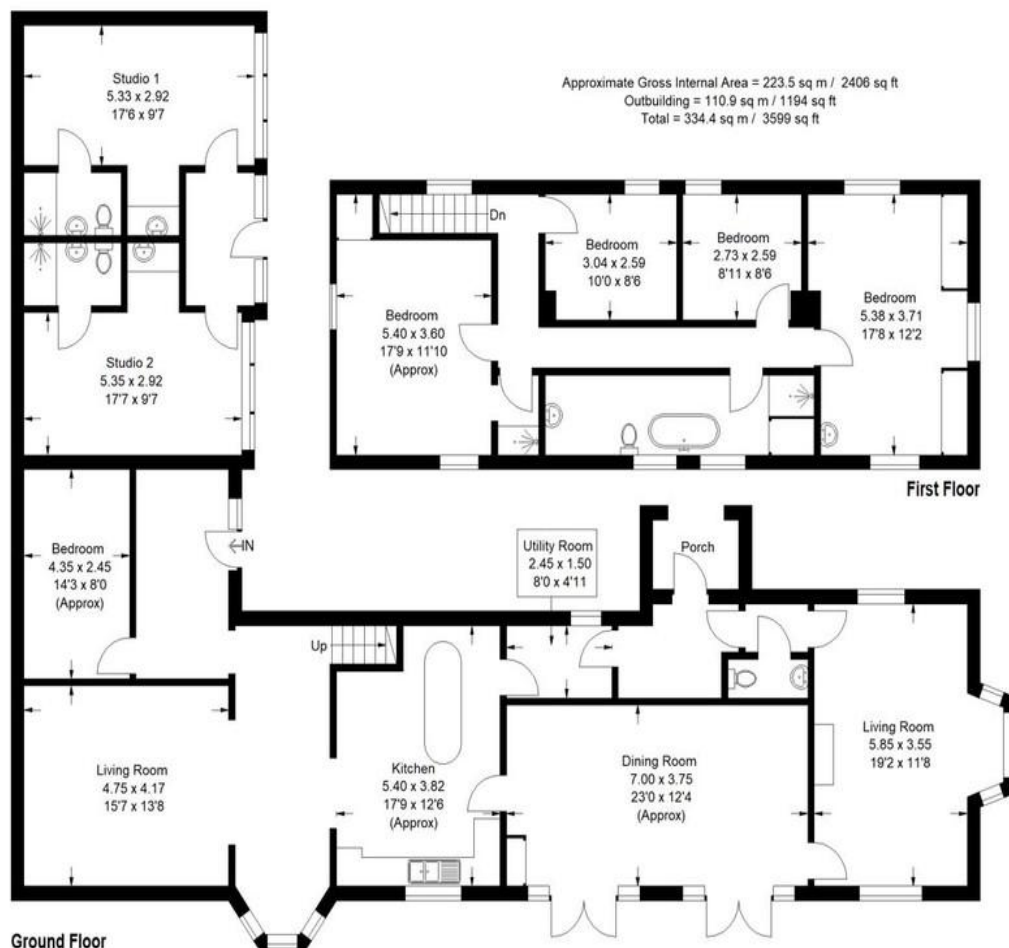 Studio 1
5.33 x 2.92
17'6 x 9'7
Approximate Gross Internal Area = 223.5 sq m / 2406 sq ft
Outbuilding = 110.9 sq m / 1194 sq ft
Total = 334.4 sq m / 3599 sq ft
Dn
Bedroom
3.04 x 2.59
10'0 x 8'6
Bedroom
2.73 x 2.59
8'11 x 8'6
Bedroom
5.40 x 3.60
17'9 x 11'10
(Approx)
Bedroom
5.38 x 3.71
17'8 x 12'2
Studio 2
5.35 x 2.92
17'7 x 9'7
First Floor
Bedroom
4.35 x 2.45
14'3 x 8'0
(Approx)
IN
Utility Room
2.45 x 1.50
8'0 x 4'11
Porch
Up
Living Room
4.75 x 4.17
15'7 x 13'8
Kitchen
5.40 x 3.82
17'9 x 12'6
(Approx)
Dining Room
7.00 x 3.75
23'0 x 12'4
(Approx)
Living Room
5.85 x 3.55
19'2 x 11'8
Ground Floor